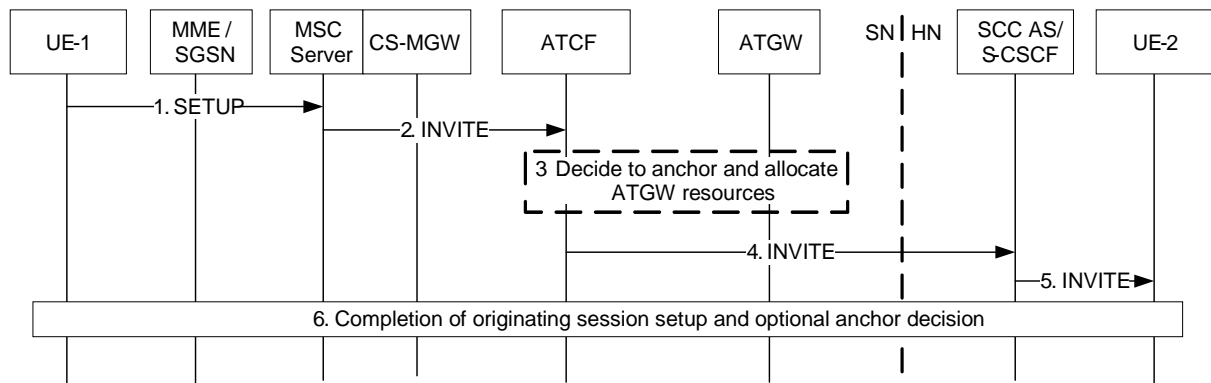 UE-1
MME /
SGSN
MSC
Server
CS-MGW
ATCF
ATGW
SN
HN
SCC AS/
S-CSCF
UE-2
1. SETUP
2. INVITE
3 Decide to anchor and allocate
ATGW resources
4. INVITE
5. INVITE
6. Completion of originating session setup and optional anchor decision